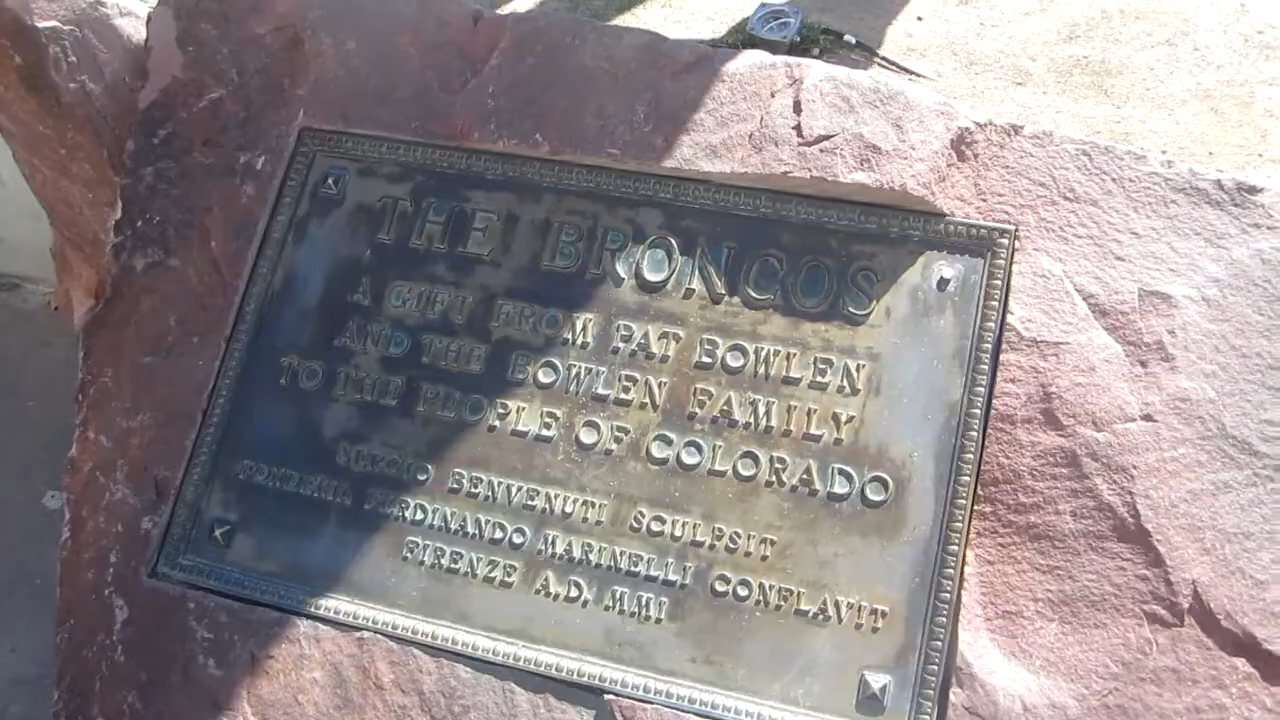 THE BRONCOS
A GIFT FROM PAT BOWLEN
AND THE BOWLEN FAMILY
TO THE PEOPLE OF COLORADO
SERGIO BENVENUTI SCULPSIT
FONDERIA FERDINANDO MARINELLI CONFLAVIT
FIRENZE A.D. MMI